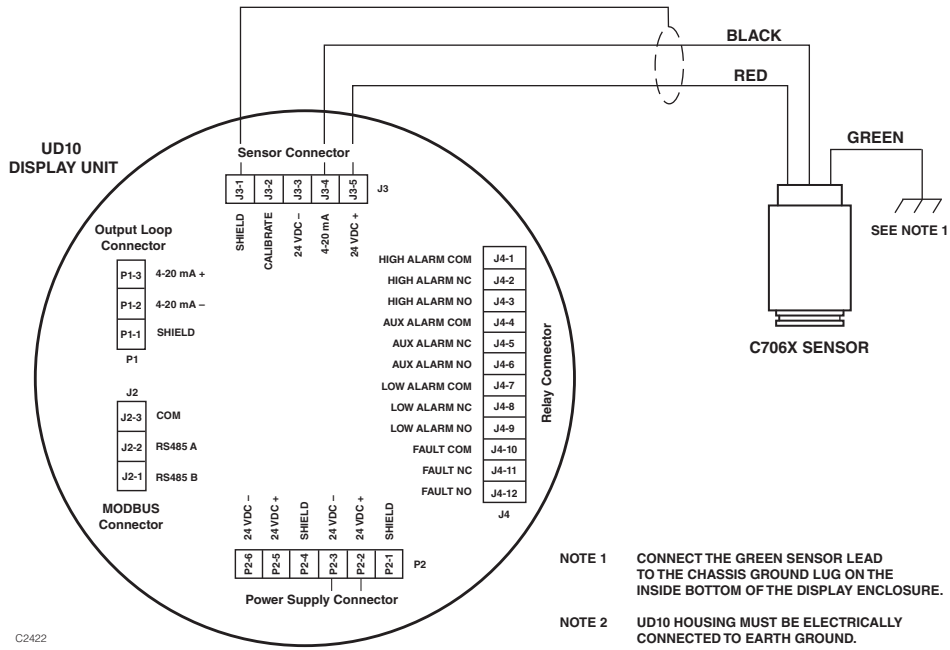 BLACK
RED
GREEN
SEE NOTE 1
C706X SENSOR
UD10
DISPLAY UNIT
Sensor Connector
J3-1
J3-2
J3-3
J3-4
J3-5
J3
SHIELD
CALIBRATE
24 VDC –
4-20 mA
24 VDC +
Output Loop
Connector
P1-3 4-20 mA +
P1-2 4-20 mA –
P1-1 SHIELD
P1
J2
J2-3 COM
J2-2 RS485 A
J2-1 RS485 B
MODBUS
Connector
HIGH ALARM COM J4-1
HIGH ALARM NC J4-2
HIGH ALARM NO J4-3
AUX ALARM COM J4-4
AUX ALARM NC J4-5
AUX ALARM NO J4-6
LOW ALARM COM J4-7
LOW ALARM NC J4-8
LOW ALARM NO J4-9
FAULT COM J4-10
FAULT NC J4-11
FAULT NO J4-12
J4
Relay Connector
24 VDC –
24 VDC +
SHIELD
24 VDC –
24 VDC +
SHIELD
P2-6
P2-5
P2-4
P2-3
P2-2
P2-1
P2
Power Supply Connector
NOTE 1 CONNECT THE GREEN SENSOR LEAD
TO THE CHASSIS GROUND LUG ON THE
INSIDE BOTTOM OF THE DISPLAY ENCLOSURE.
NOTE 2 UD10 HOUSING MUST BE ELECTRICALLY
CONNECTED TO EARTH GROUND.
C2422